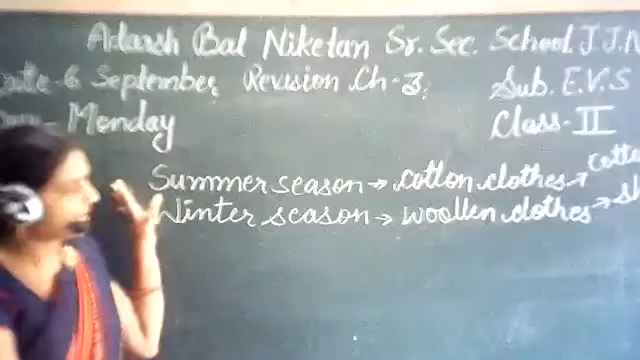 Adarsh Bal Niketan Sr. Sec. School J.J.N
Date-6 September Revision Ch-3.
Sub. E.V.S
Monday
Class-II
Summer season → cotton clothes →
Winter season → woollen clothes →